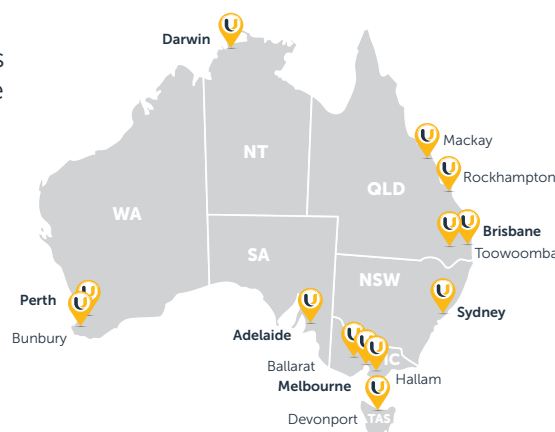 Darwin
Mackay
NT
Rockhampton
QLD
WA
Brisbane
Toowoomba
SA
NSW
Perth
Sydney
Adelaide
Bunbury
Ballarat
Hallam
Melbourne
Devonport
TAS